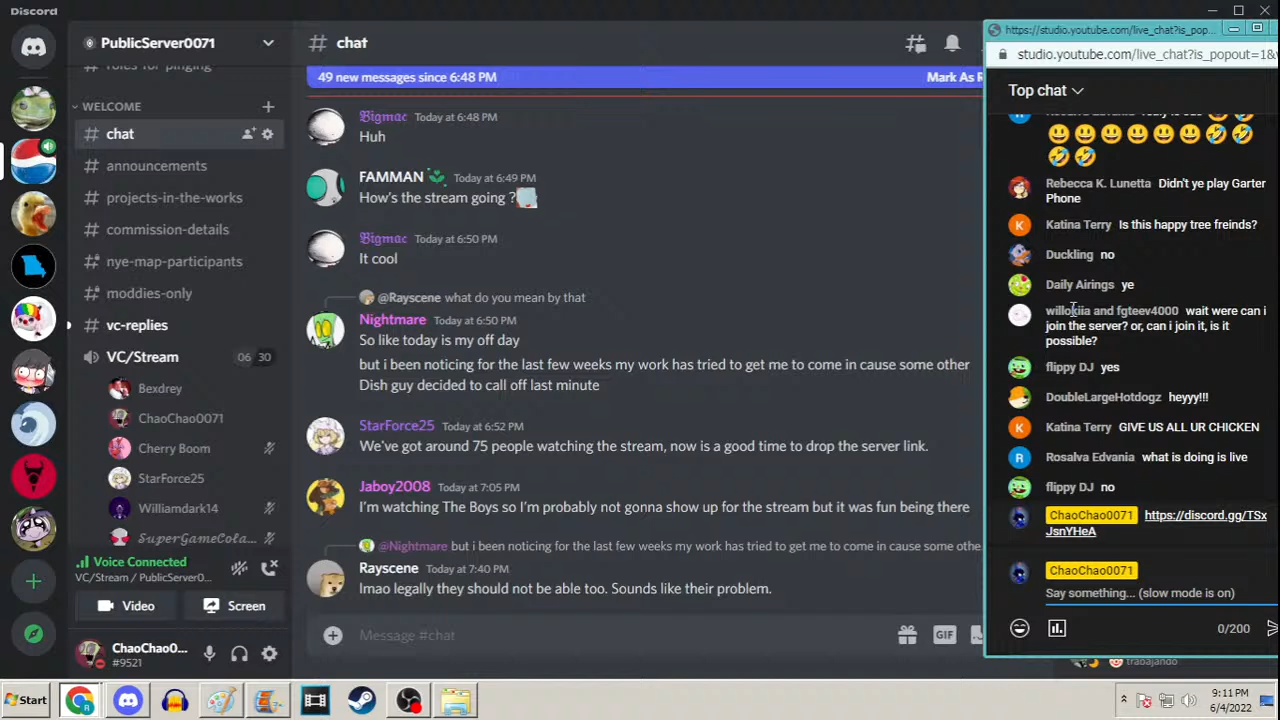 Discord
PublicServer0071
roles for pinging
WELCOME
chat
announcements
projects-in-the-works
commission-details
nye-map-participants
moddies-only
vc-replies
VC/Stream
06 30
Bexdrey
ChaoChao0071
Cherry Boom
StarForce25
Williamdark14
Voice Connected
VC/Stream / PublicServer0...
Video
Screen
ChaoChao0...
#9521
chat
49 new messages since 6:48 PM
Mark As R
Bigmac Today at 6:48 PM
Huh
FAMMAN Today at 6:49 PM
How's the stream going ?
Bigmac Today at 6:50 PM
It cool
@Rayscene what do you mean by that
Nightmare Today at 6:50 PM
So like today is my off day
but i been noticing for the last few weeks my work has tried to get me to come in cause some other
Dish guy decided to call off last minute
StarForce25 Today at 6:52 PM
We've got around 75 people watching the stream, now is a good time to drop the server link.
Jaboy2008 Today at 7:05 PM
I'm watching The Boys so I'm probably not gonna show up for the stream but it was fun being there
@Nightmare but i been noticing for the last few weeks my work has tried to get me to come in cause some othe
Rayscene Today at 7:40 PM
lmao legally they should not be able too. Sounds like their problem.
Message #chat
GIF
https://studio.youtube.com/live_chat?is_pop...
studio.youtube.com/live_chat?is_popout=1&
Top chat
Rebecca K. Lunetta Didn't ye play Garter
Phone
Katina Terry Is this happy tree freinds?
Duckling no
Daily Airings ye
and fgteev4000 wait were can i
join the server? or, can i join it, is it
possible?
flippy DJ yes
DoubleLargeHotdogz heyyy!!!
Katina Terry GIVE US ALL UR CHICKEN
Rosalva Edvania what is doing is live
flippy DJ no
ChaoChao0071 https://discord.gg/TSx
JsnYHeA
ChaoChao0071
Say something... (slow mode is on)
0/200
trabajando
Start
9:11 PM
6/4/2022